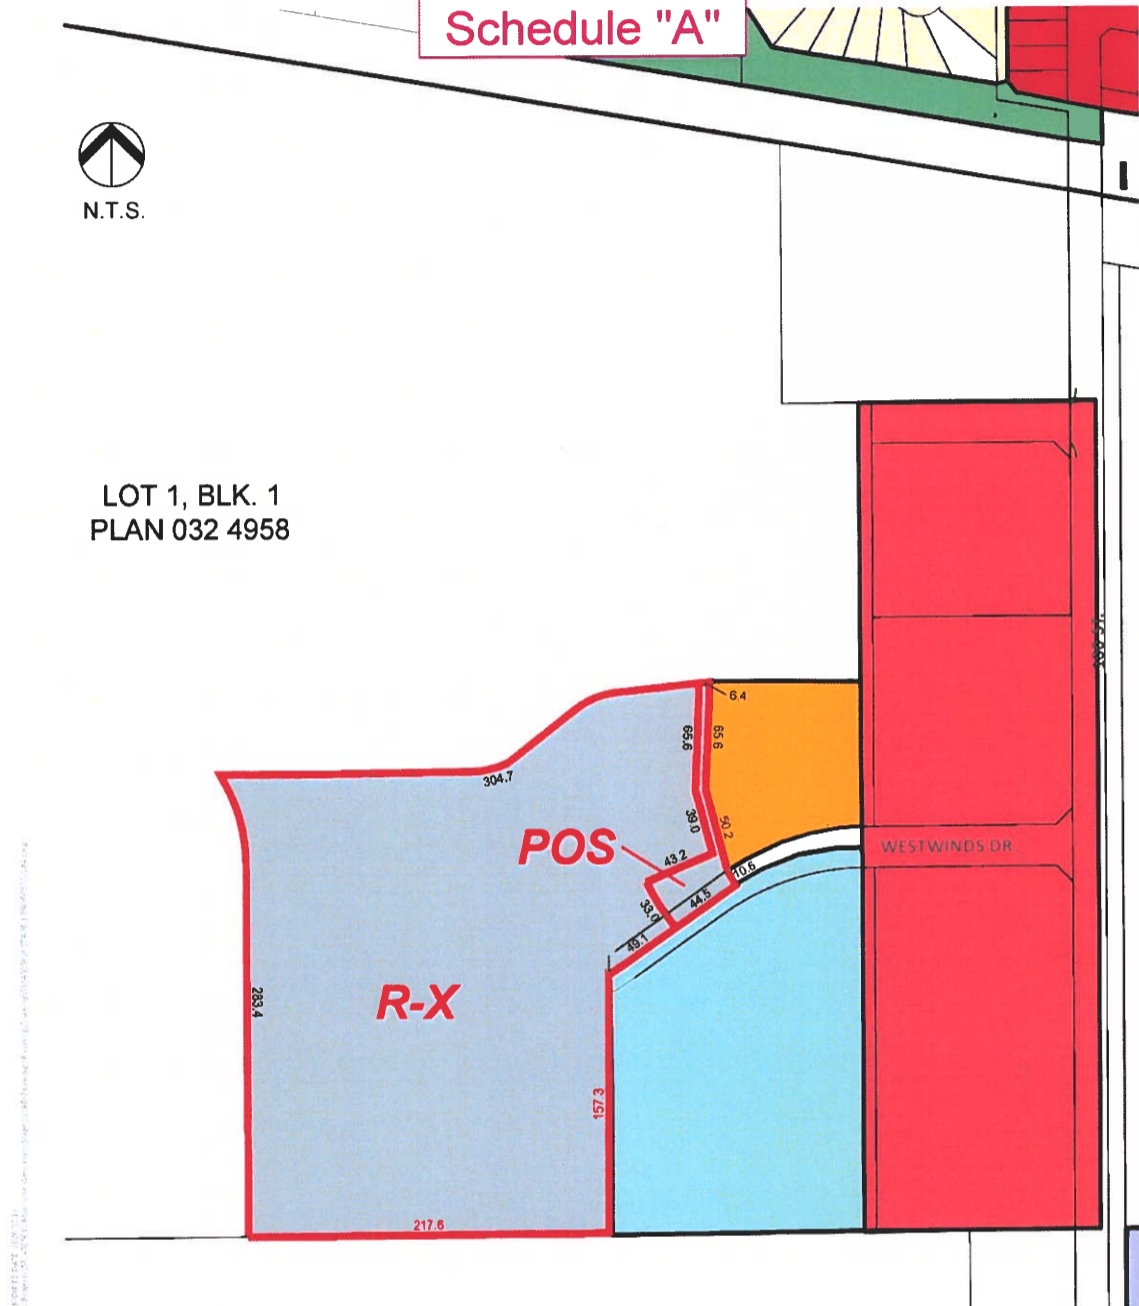 Schedule "A"
N.T.S.
LOT 1, BLK. 1
PLAN 032 4958
6.4
65.6
65.6
304.7
39.0
50.2
POS
43.2
WESTWINDS DR.
10.6
33.0
44.5
49.1
R-X
283.4
157.3
217.6